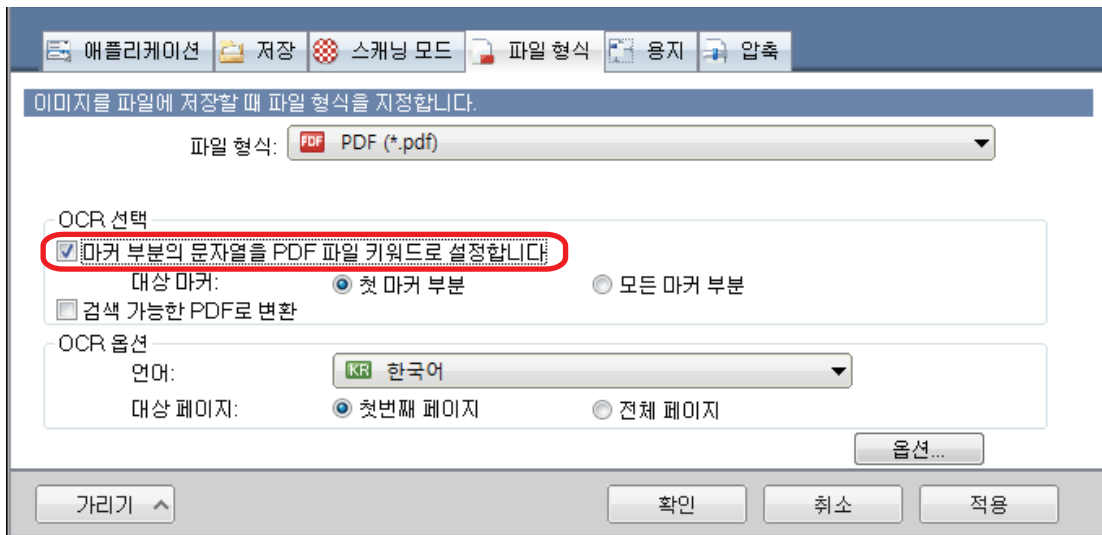 애플리케이션 저장 스캐닝 모드 파일 형식 용지 압축
이미지를 파일에 저장할 때 파일 형식을 지정합니다.
파일 형식: PDF PDF (*.pdf)
OCR 선택
마커 부분의 문자열을 PDF 파일 키워드로 설정합니다
대상 마커: 첫 마커 부분 모든 마커 부분
검색 가능한 PDF로 변환
OCR 옵션
언어: KR 한국어
대상 페이지: 첫번째 페이지 전체 페이지
옵션...
가리기 확인 취소 적용